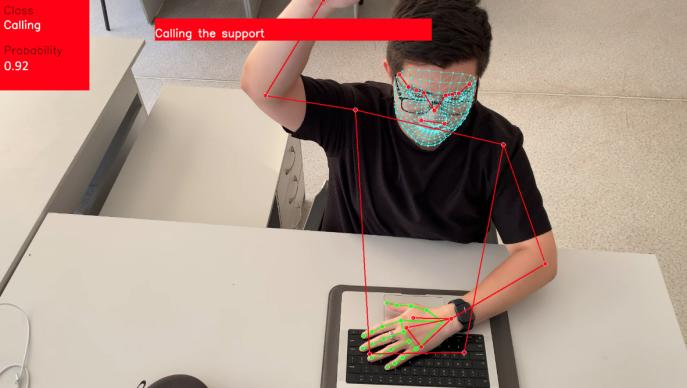 Class
Calling
Probability
0.92
Calling the support